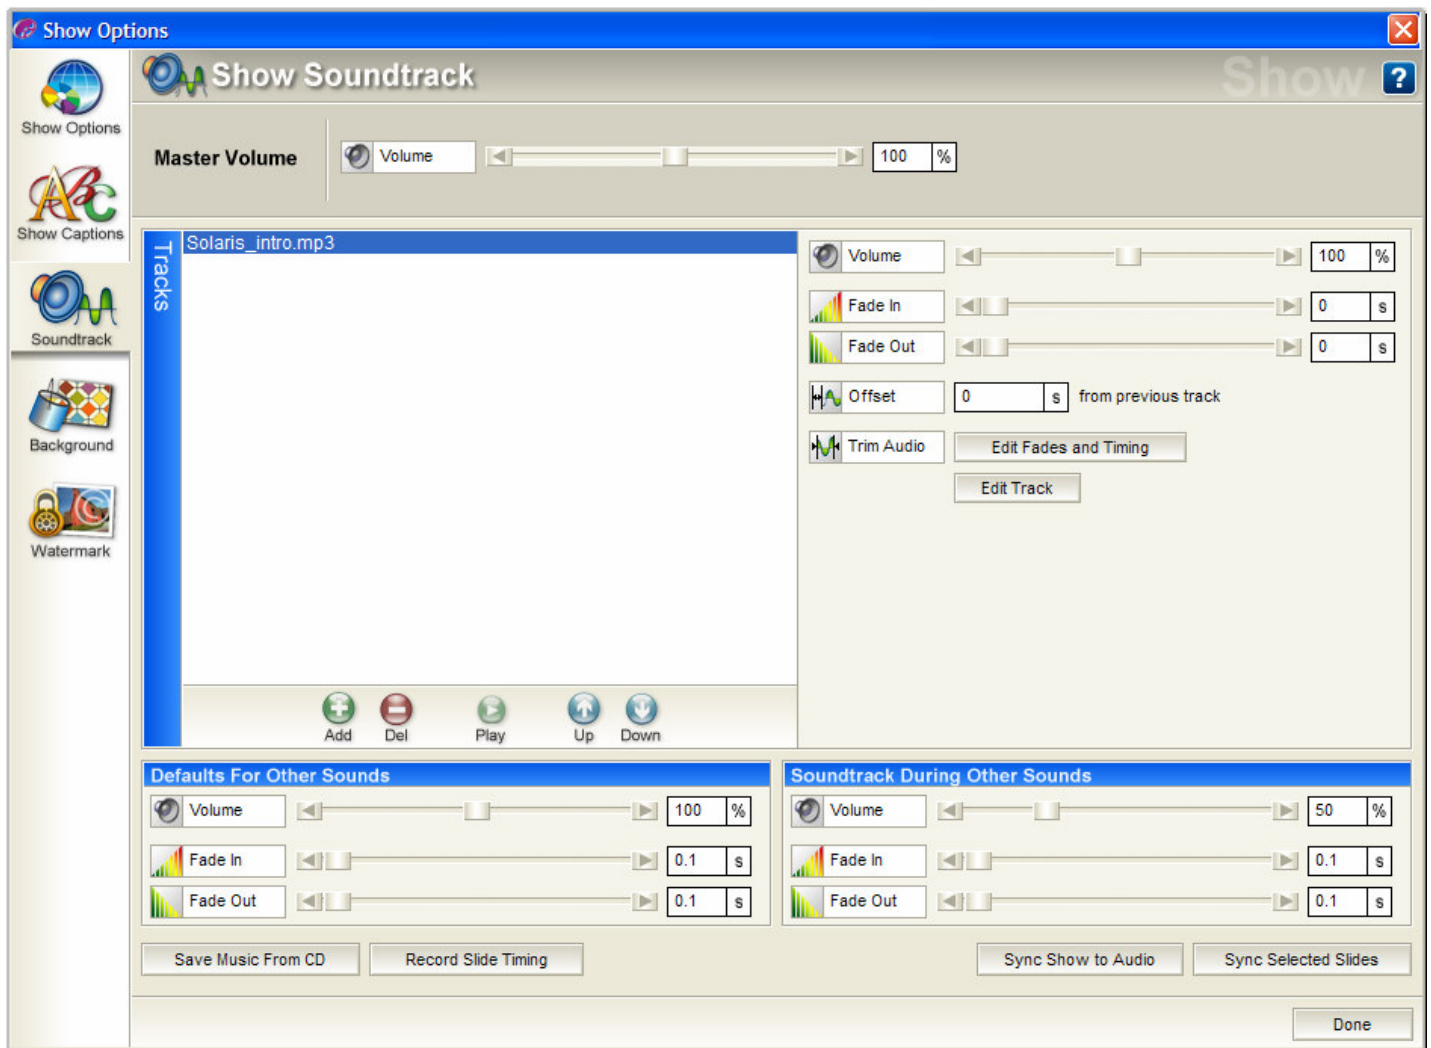 Show Options
Show Soundtrack
Show
?
Show Options
Show Captions
Soundtrack
Background
Watermark
Master Volume
Volume
100 %
Tracks
Solaris_intro.mp3
Add
Del
Play
Up
Down
Volume
100 %
Fade In
0 s
Fade Out
0 s
Offset
0 s from previous track
Trim Audio
Edit Fades and Timing
Edit Track
Defaults For Other Sounds
Volume
100 %
Fade In
0.1 s
Fade Out
0.1 s
Soundtrack During Other Sounds
Volume
50 %
Fade In
0.1 s
Fade Out
0.1 s
Save Music From CD
Record Slide Timing
Sync Show to Audio
Sync Selected Slides
Done